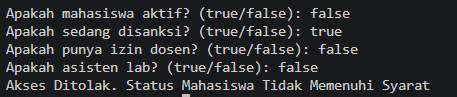 Apakah mahasiswa aktif? (true/false): false
Apakah sedang disanksi? (true/false): true
Apakah punya izin dosen? (true/false): false
Apakah asisten lab? (true/false): false
Akses Ditolak. Status Mahasiswa Tidak Memenuhi Syarat